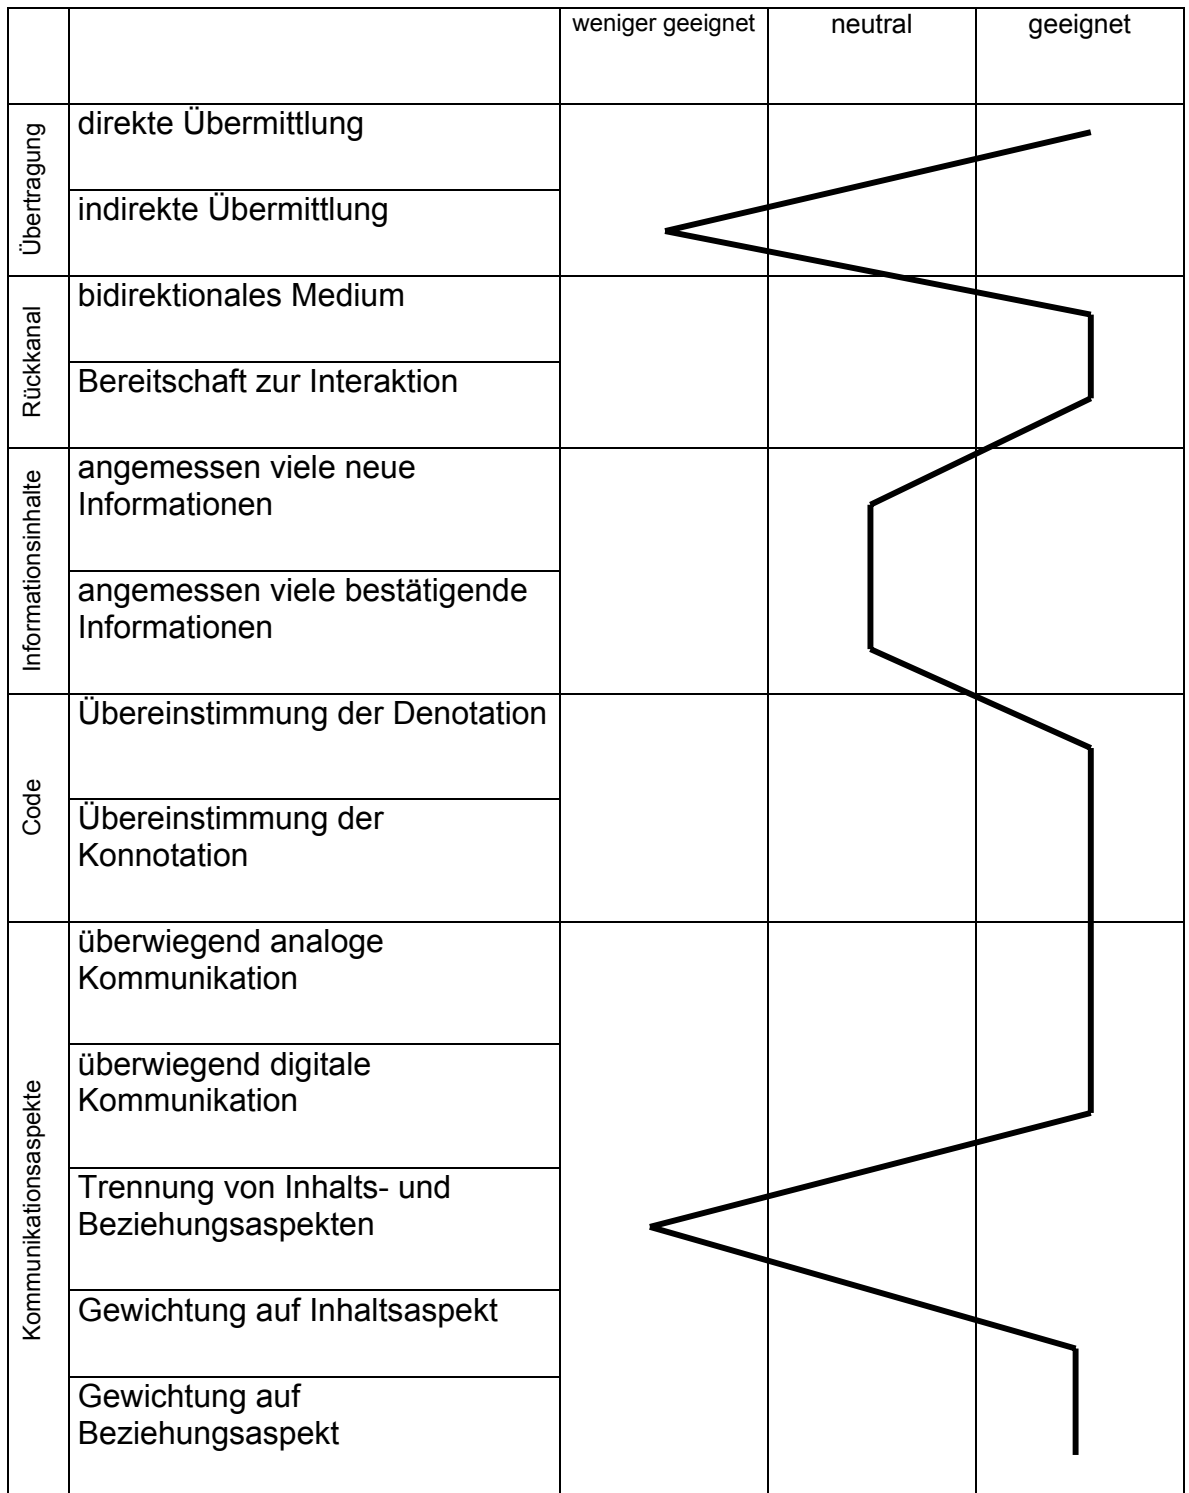 weniger geeignet
neutral
geeignet
Übertragung
direkte Übermittlung
indirekte Übermittlung
Rückkanal
bidirektionales Medium
Bereitschaft zur Interaktion
Informationsinhalte
angemessen viele neue
Informationen
angemessen viele bestätigende
Informationen
Code
Übereinstimmung der Denotation
Übereinstimmung der
Konnotation
Kommunikationsaspekte
überwiegend analoge
Kommunikation
überwiegend digitale
Kommunikation
Trennung von Inhalts- und
Beziehungsaspekten
Gewichtung auf Inhaltsaspekt
Gewichtung auf
Beziehungsaspekt